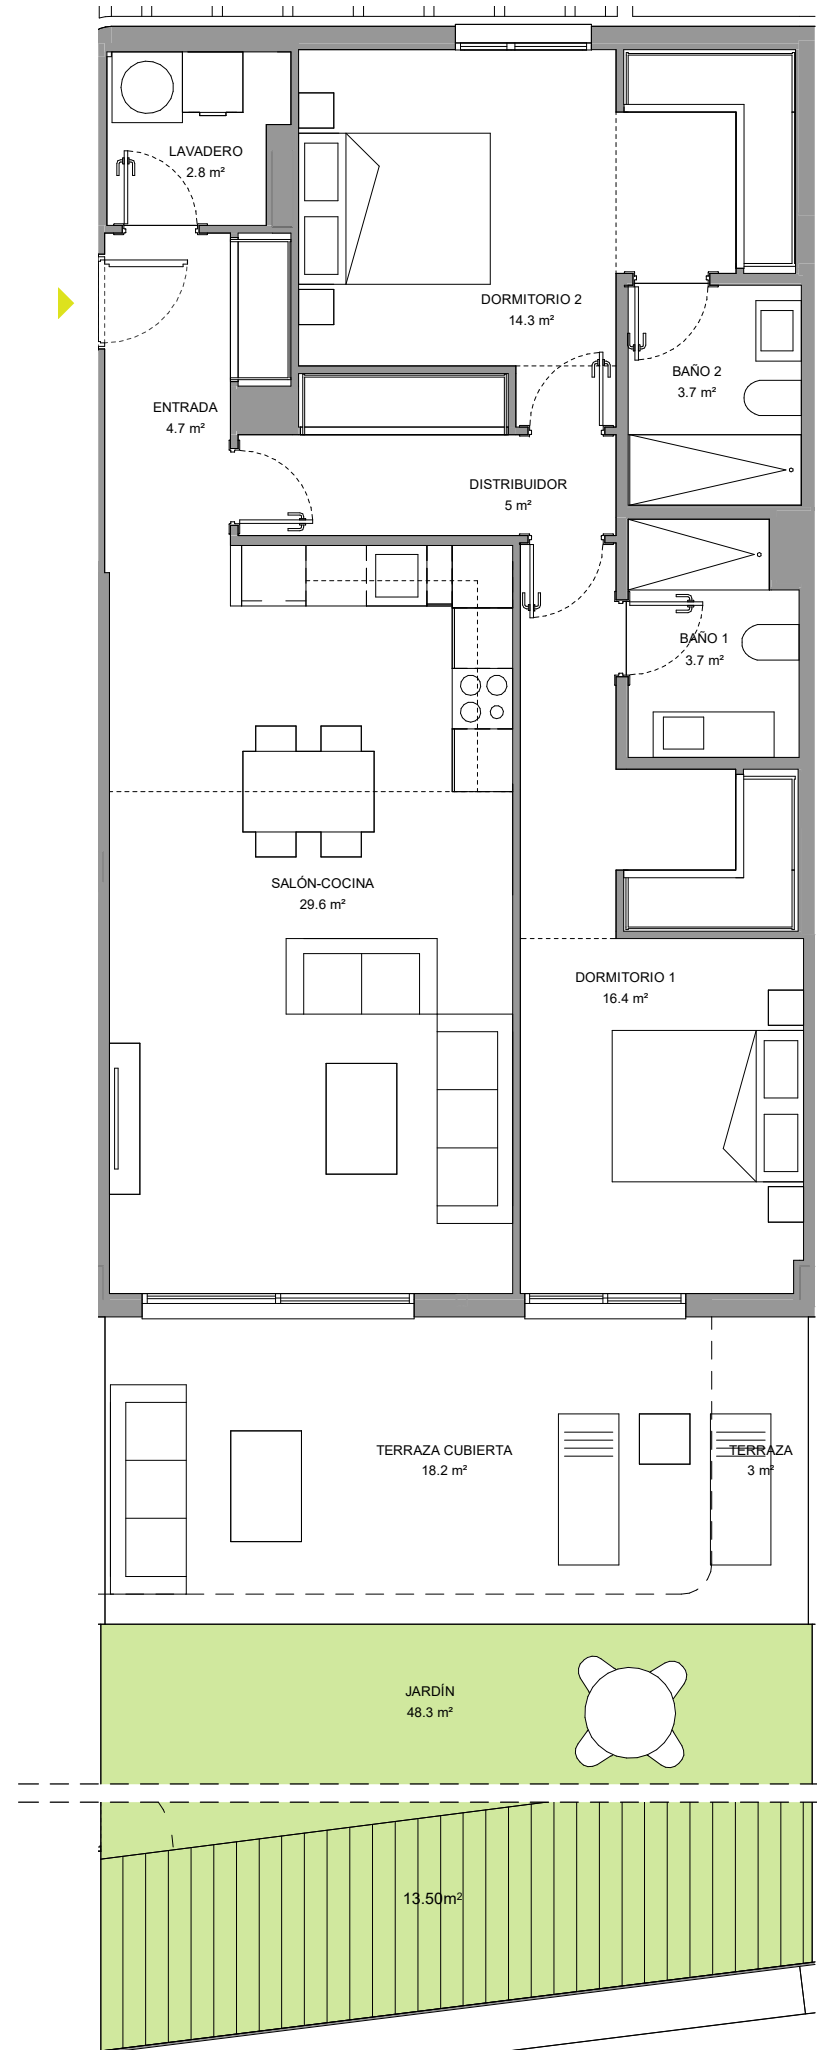 LAVADERO
2.8 m²
DORMITORIO 2
14.3 m²
BAÑO 2
3.7 m²
ENTRADA
4.7 m²
DISTRIBUIDOR
5 m²
BAÑO 1
3.7 m²
SALÓN-COCINA
29.6 m²
DORMITORIO 1
16.4 m²
TERRAZA CUBIERTA
18.2 m²
TERRAZA
3 m²
JARDÍN
48.3 m²
13.50m²